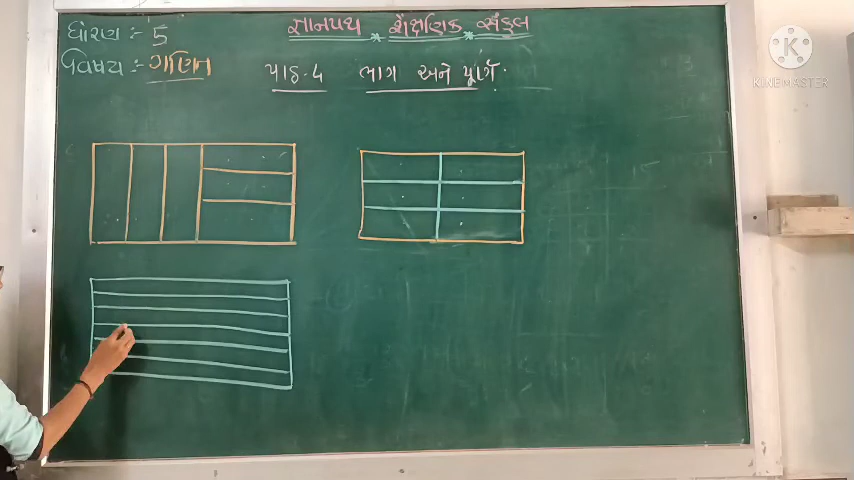 ધોરણ :- 5
જ્ઞાનપથ * શૈક્ષણિક * સંકુલ
વિષય :- ગણિત
પાઠ-4 ભાગ અને પૂર્ણ.
K
KINEMASTER